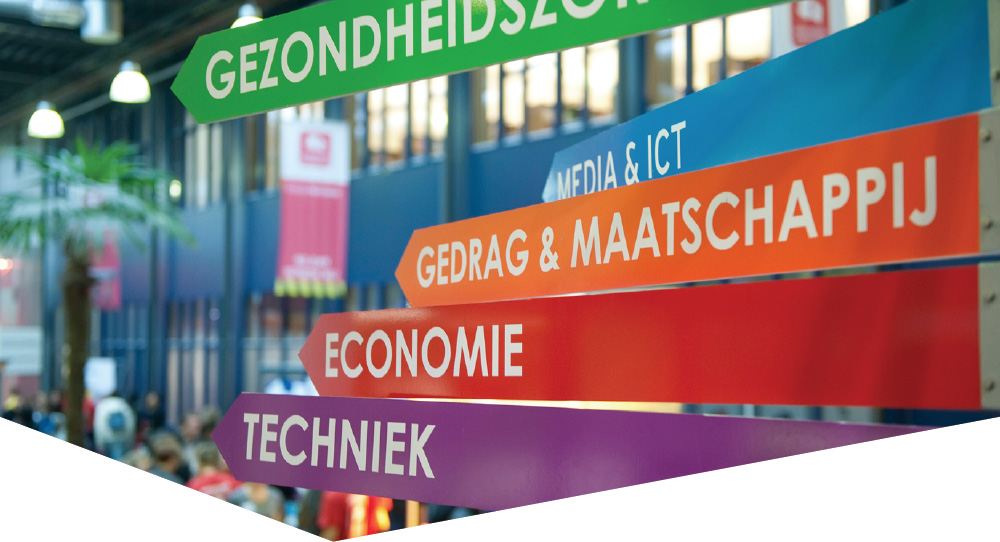 GEZONDHEIDSZOR
MEDIA & ICT
GEDRAG & MAATSCHAPPIJ
ECONOMIE
TECHNIEK